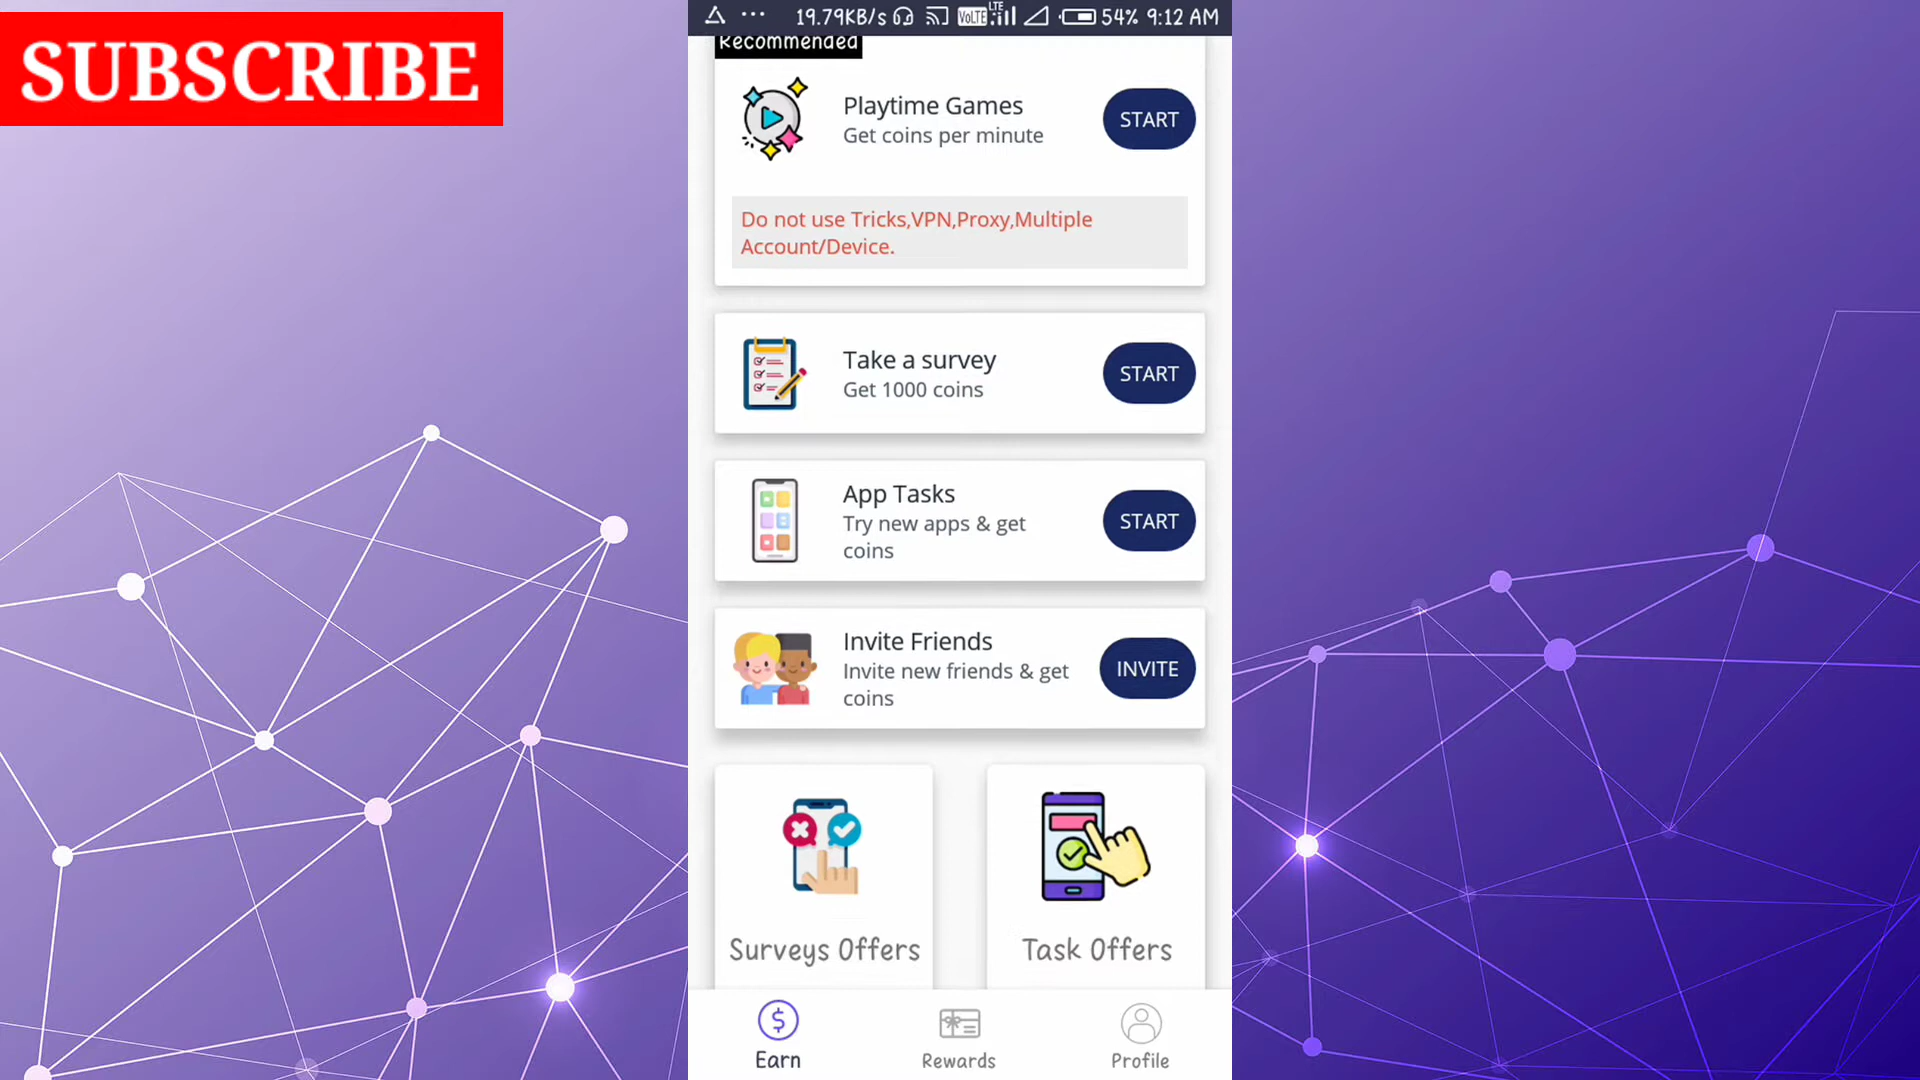 SUBSCRIBE
19.79KB/s VoLTE LTE 54% 9:12 AM
Recommended
Playtime Games
Get coins per minute
START
Do not use Tricks,VPN,Proxy,Multiple
Account/Device.
Take a survey
Get 1000 coins
START
App Tasks
Try new apps & get
coins
START
Invite Friends
Invite new friends & get
coins
INVITE
Surveys Offers
Task Offers
Earn
Rewards
Profile